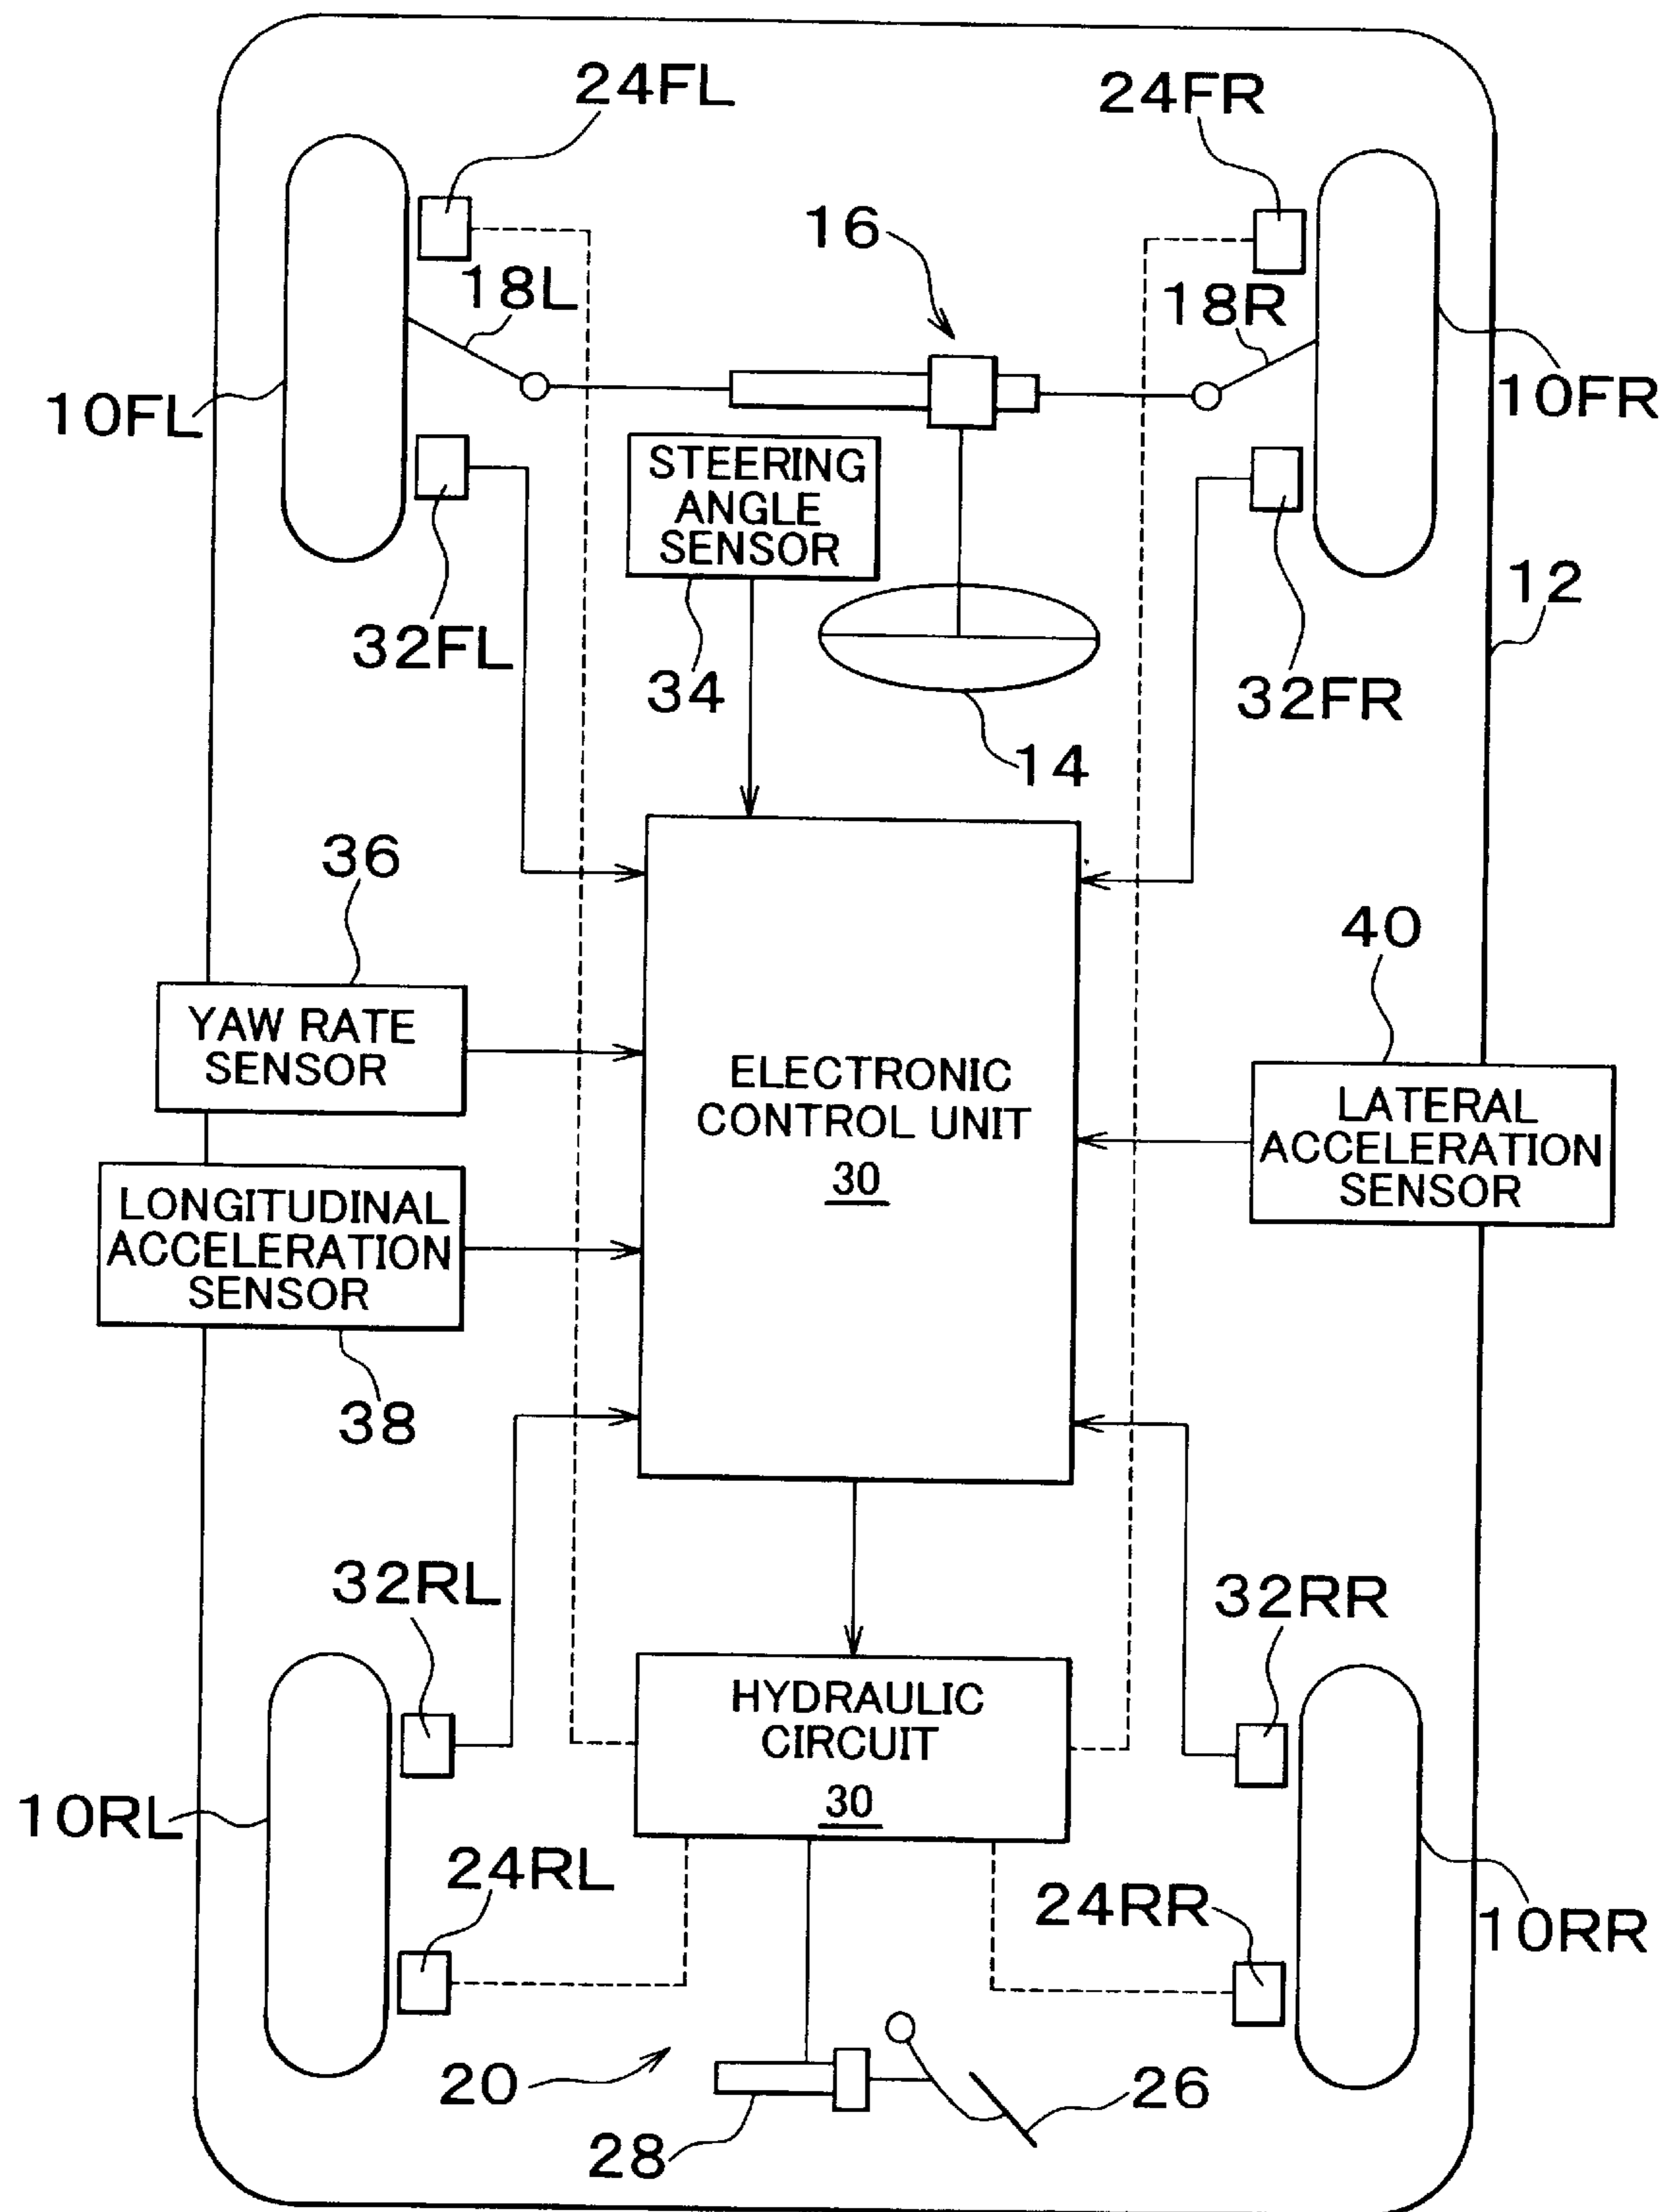 24FL
24FR
16
18L
18R
10FL
10FR
STEERING
ANGLE
SENSOR
12
32FL
34
32FR
14
36
40
YAW RATE
SENSOR
ELECTRONIC
CONTROL UNIT
30
LATERAL
ACCELERATION
SENSOR
LONGITUDINAL
ACCELERATION
SENSOR
38
32RL
32RR
HYDRAULIC
CIRCUIT
30
10RL
24RL
24RR
10RR
20
26
28